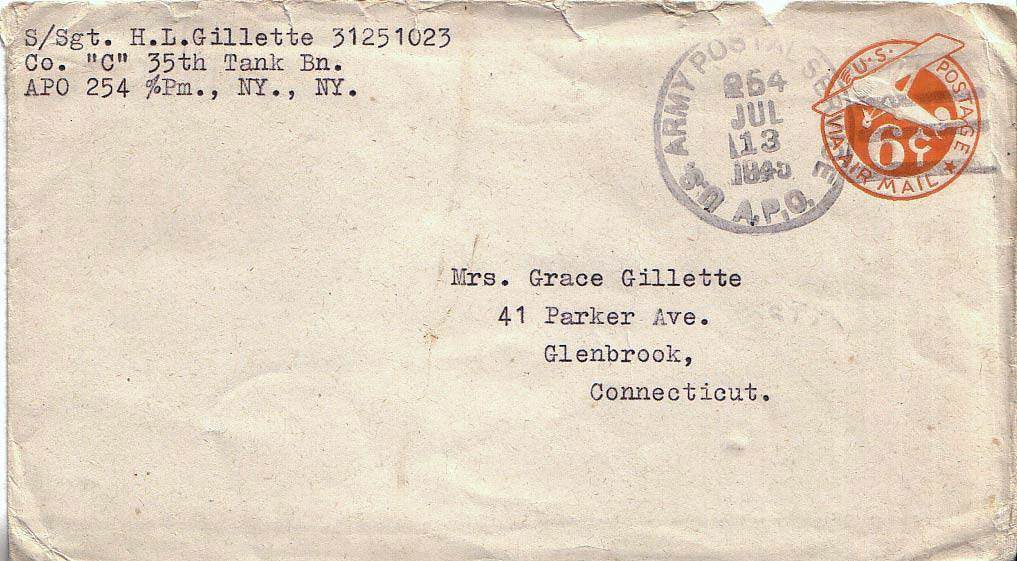 S/Sgt. H.L.Gillette 31251023
Co. "C" 35th Tank Bn.
APO 254 %Pm., NY., NY.
ARMY POSTAL SERVICE
254
JUL
13
1945
U.S. A.P.O.
U.S. POSTAGE
6¢
VIA AIR MAIL
Mrs. Grace Gillette
41 Parker Ave.
Glenbrook,
Connecticut.